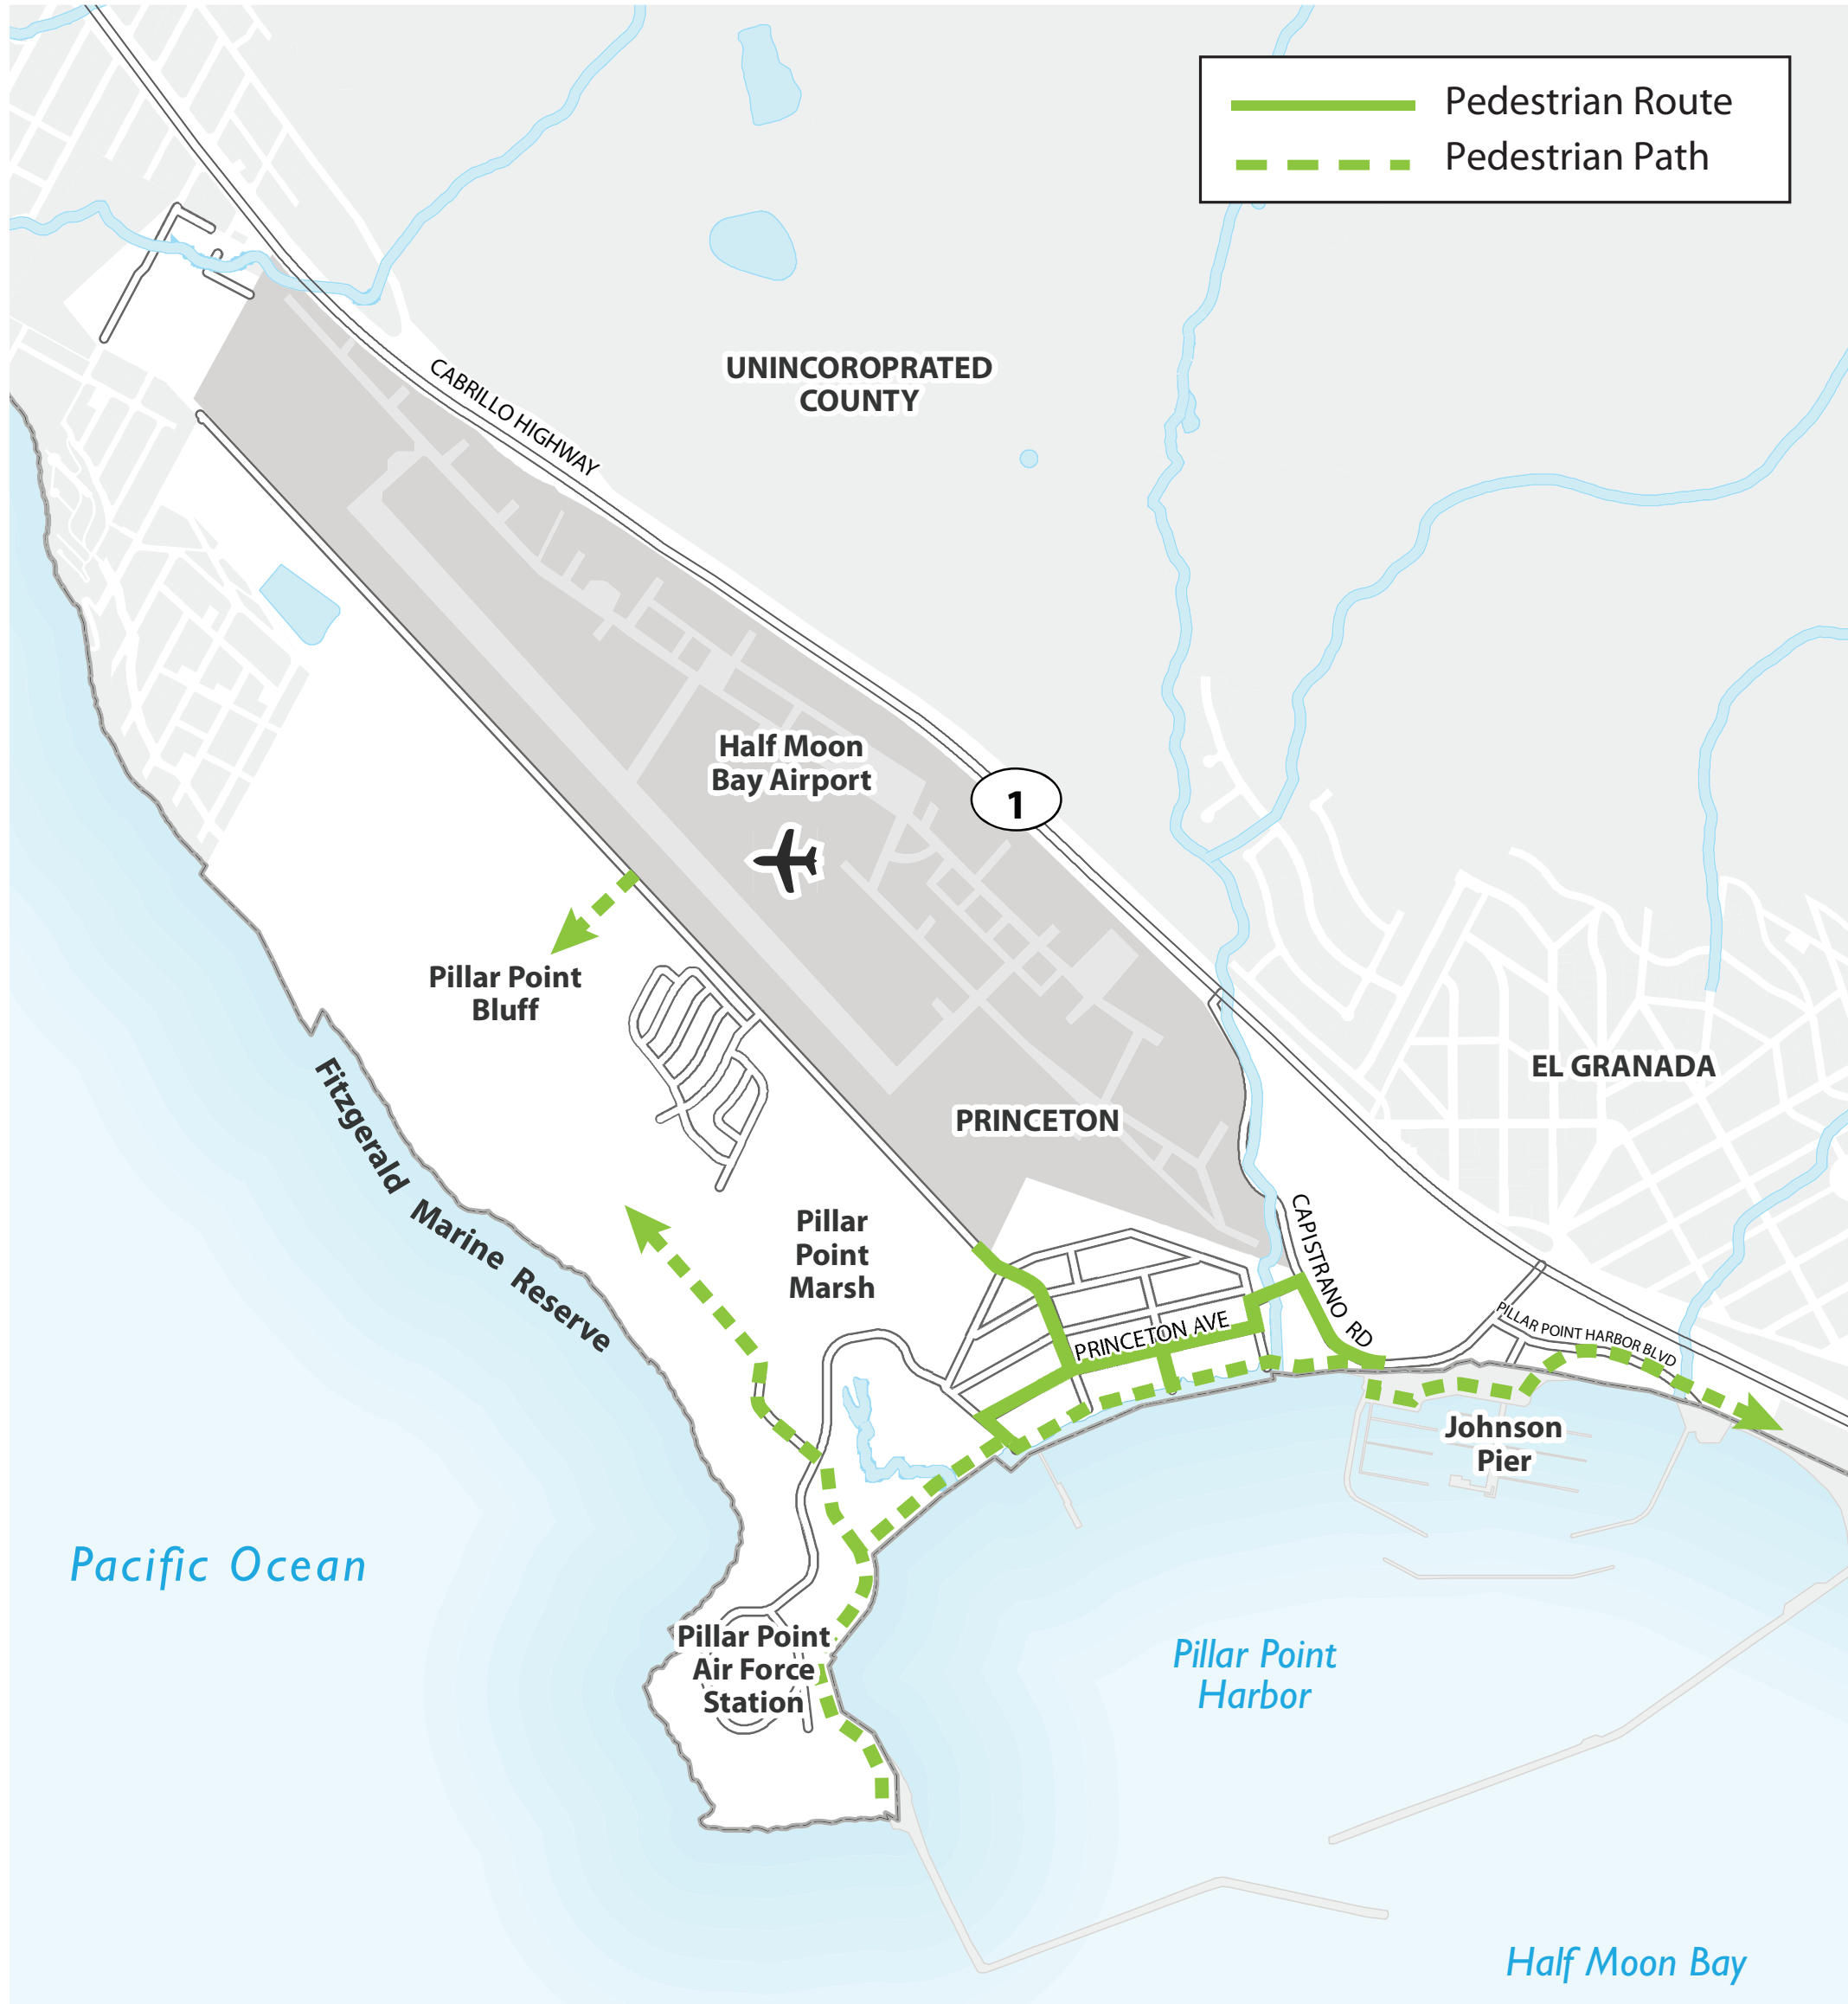 Pedestrian Route
Pedestrian Path
CABRILLO HIGHWAY
UNINCOROPRATED
COUNTY
Half Moon
Bay Airport
1
Pillar Point
Bluff
EL GRANADA
PRINCETON
Fitzgerald Marine Reserve
Pillar
Point
Marsh
CAPISTRANO RD
PRINCETON AVE
PILLAR POINT HARBOR BLVD
Johnson
Pier
Pacific Ocean
Pillar Point
Air Force
Station
Pillar Point
Harbor
Half Moon Bay